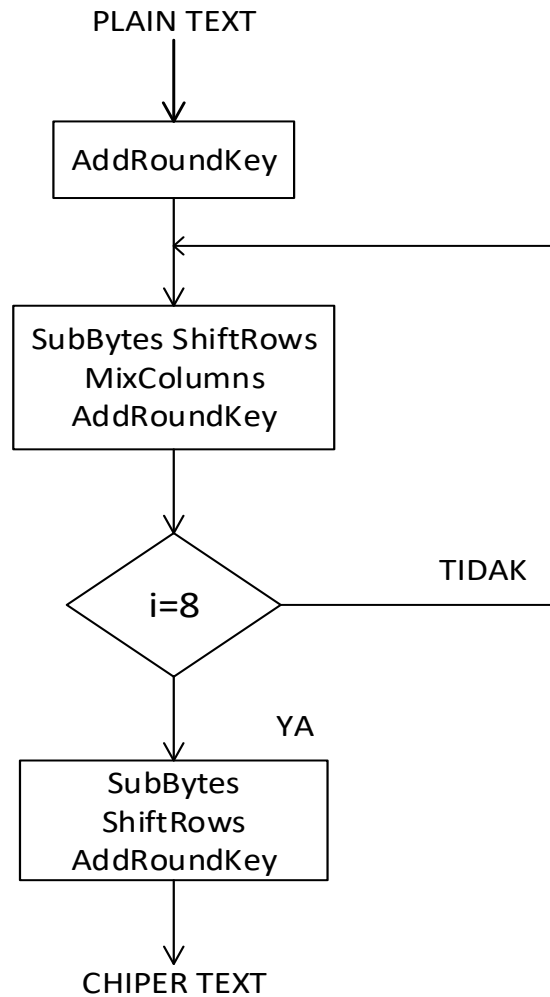 PLAIN TEXT
AddRoundKey
SubBytes ShiftRows
MixColumns
AddRoundKey
i=8
TIDAK
YA
SubBytes
ShiftRows
AddRoundKey
CHIPER TEXT